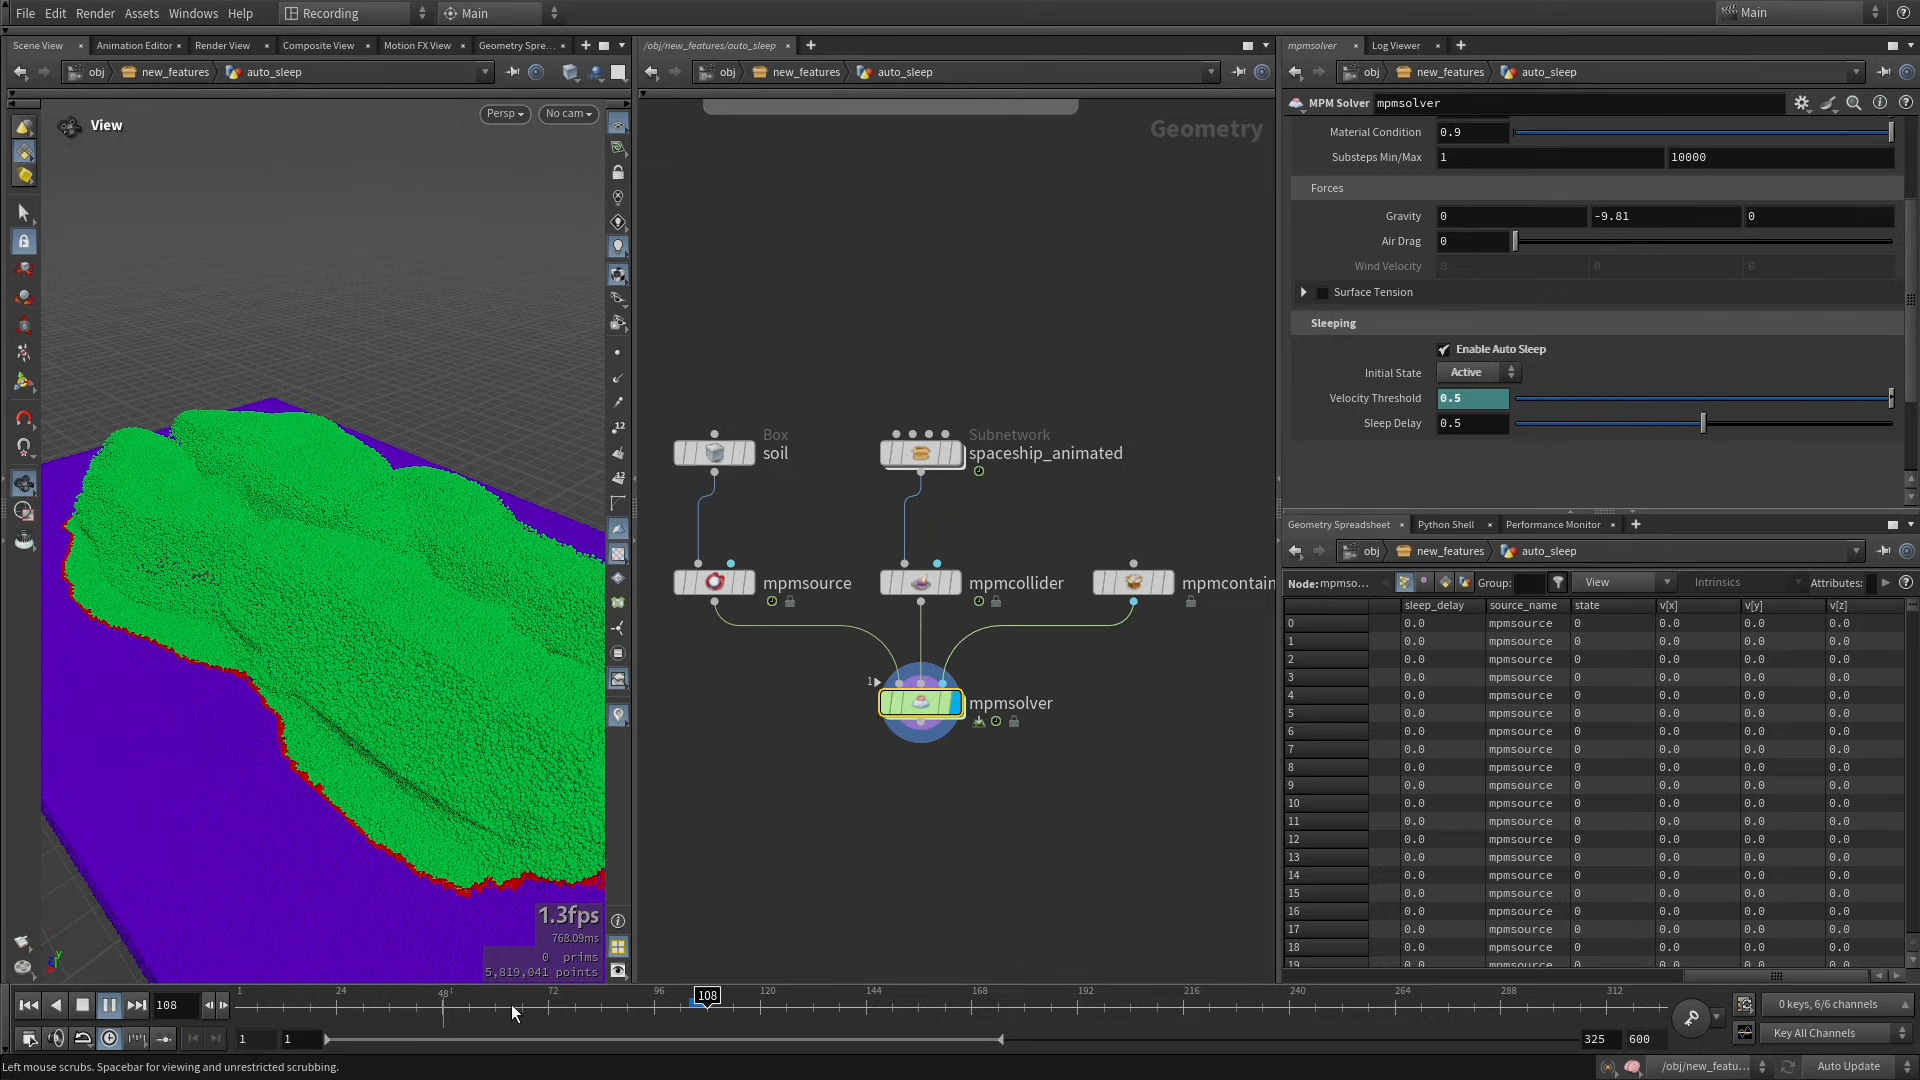 File Edit Render Assets Windows Help Recording Main Main
Scene View Animation Editor Render View Composite View Motion FX View Geometry Spre...
/obj/new_features/auto_sleep
mpmsolver Log Viewer
obj new_features auto_sleep
obj new_features auto_sleep
obj new_features auto_sleep
View
Persp No cam
1.3fps
768.09ms
0 prims
5,819,041 points
Geometry
Box
soil
Subnetwork
spaceship_animated
mpmsource
mpmcollider
mpmcontain
1
mpmsolver
MPM Solver mpmsolver
Material Condition 0.9
Substeps Min/Max 1 10000
Forces
Gravity 0 -9.81 0
Air Drag 0
Wind Velocity 0 0 0
Surface Tension
Sleeping
Enable Auto Sleep
Initial State Active
Velocity Threshold 0.5
Sleep Delay 0.5
Geometry Spreadsheet Python Shell Performance Monitor
obj new_features auto_sleep
Node: mpmso... Group: View Intrinsics Attributes:
sleep_delay source_name state v[x] v[y] v[z]
0 0.0 mpmsource 0 0.0 0.0 0.0
1 0.0 mpmsource 0 0.0 0.0 0.0
2 0.0 mpmsource 0 0.0 0.0 0.0
3 0.0 mpmsource 0 0.0 0.0 0.0
4 0.0 mpmsource 0 0.0 0.0 0.0
5 0.0 mpmsource 0 0.0 0.0 0.0
6 0.0 mpmsource 0 0.0 0.0 0.0
7 0.0 mpmsource 0 0.0 0.0 0.0
8 0.0 mpmsource 0 0.0 0.0 0.0
9 0.0 mpmsource 0 0.0 0.0 0.0
10 0.0 mpmsource 0 0.0 0.0 0.0
11 0.0 mpmsource 0 0.0 0.0 0.0
12 0.0 mpmsource 0 0.0 0.0 0.0
13 0.0 mpmsource 0 0.0 0.0 0.0
14 0.0 mpmsource 0 0.0 0.0 0.0
15 0.0 mpmsource 0 0.0 0.0 0.0
16 0.0 mpmsource 0 0.0 0.0 0.0
17 0.0 mpmsource 0 0.0 0.0 0.0
18 0.0 mpmsource 0 0.0 0.0 0.0
19 0.0 mpmsource 0 0.0 0.0 0.0
108 1 24 48 72 96 108 120 144 168 192 216 240 264 288 312
0 keys, 6/6 channels
1 1 325 600 Key All Channels
Left mouse scrubs. Spacebar for viewing and unrestricted scrubbing.
/obj/new_featu... Auto Update